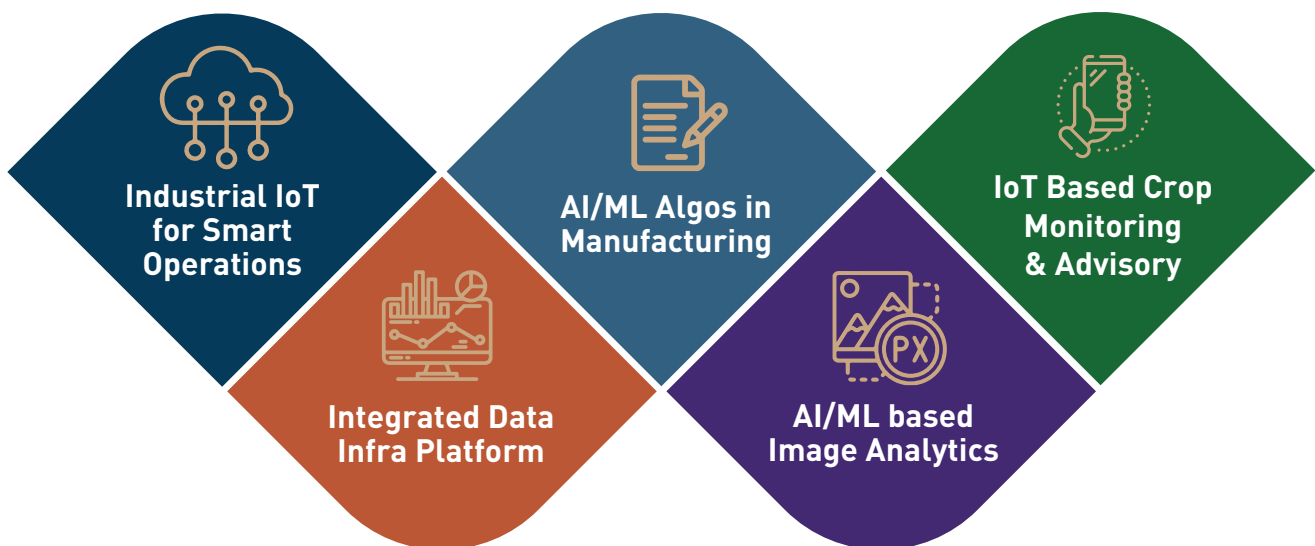 Industrial IoT
for Smart
Operations
Integrated Data
Infra Platform
AI/ML Algos in
Manufacturing
PX
AI/ML based
Image Analytics
IoT Based Crop
Monitoring
& Advisory